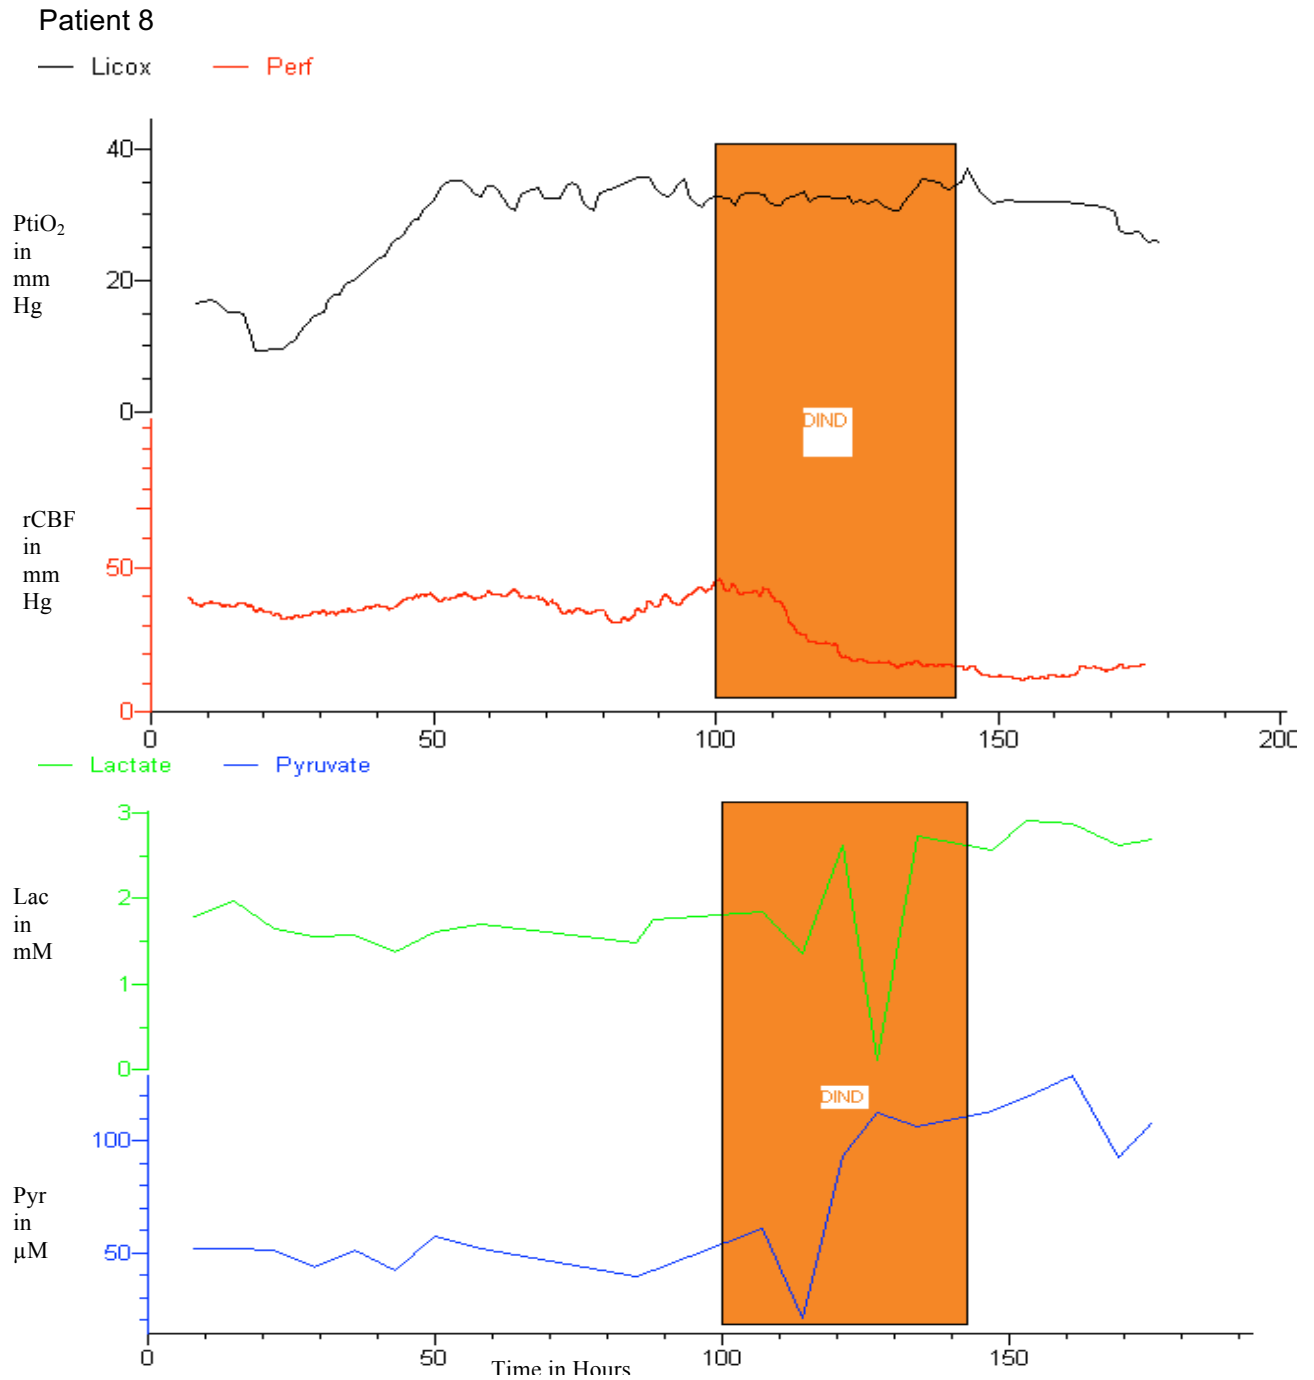 Patient 8
Licox Perf
40
PtiO2
in
mm
Hg
20
0
DIND
rCBF
in
mm
Hg
50
0
0 50 100 150 200
Lactate Pyruvate
3
2
Lac
in
mM
1
0
DIND
100
Pyr
in
µM
50
0 50 100 150
Time in Hours